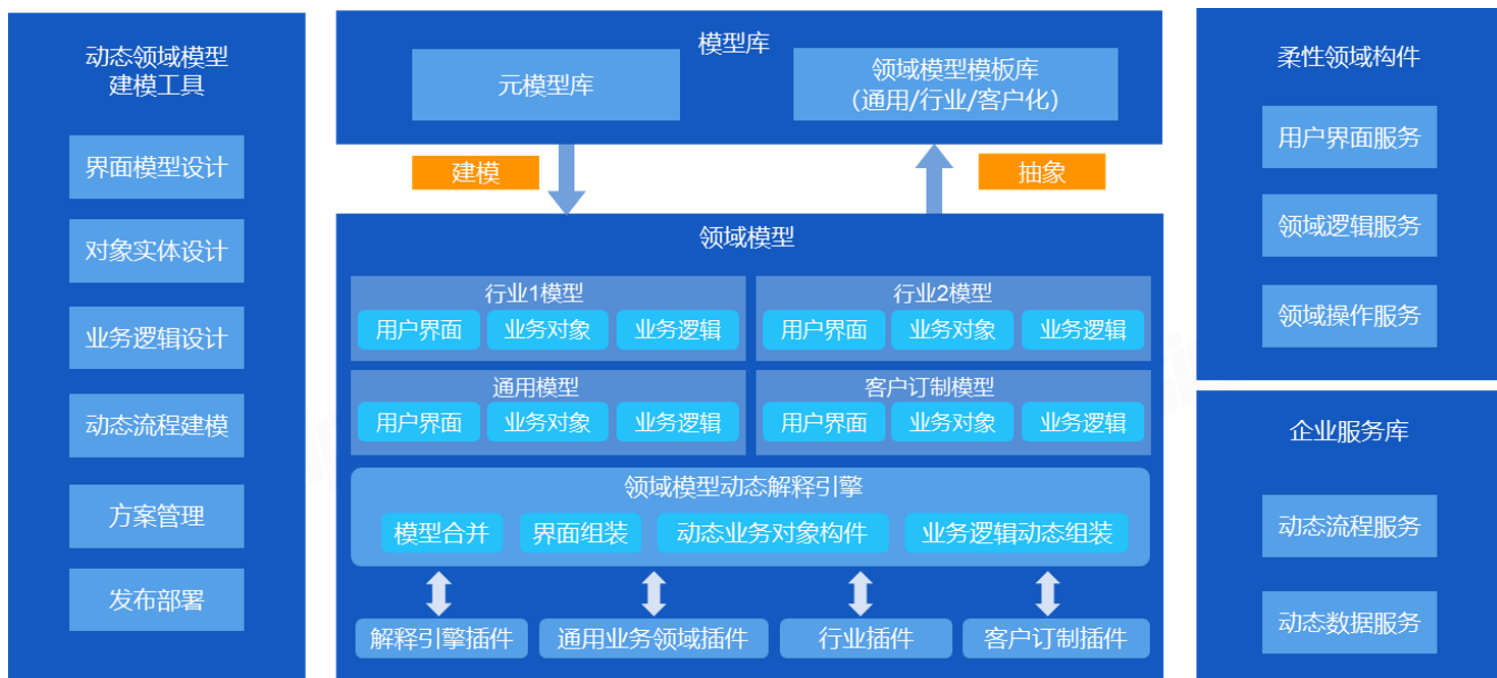 动态领域模型
建模工具
界面模型设计
对象实体设计
业务逻辑设计
动态流程建模
方案管理
发布部署
模型库
元模型库
领域模型模板库
(通用/行业/客户化)
建模
抽象
领域模型
行业1模型
用户界面 业务对象 业务逻辑
行业2模型
用户界面 业务对象 业务逻辑
通用模型
用户界面 业务对象 业务逻辑
客户订制模型
用户界面 业务对象 业务逻辑
领域模型动态解释引擎
模型合并 界面组装 动态业务对象构件 业务逻辑动态组装
解释引擎插件 通用业务领域插件 行业插件 客户订制插件
柔性领域构件
用户界面服务
领域逻辑服务
领域操作服务
企业服务库
动态流程服务
动态数据服务